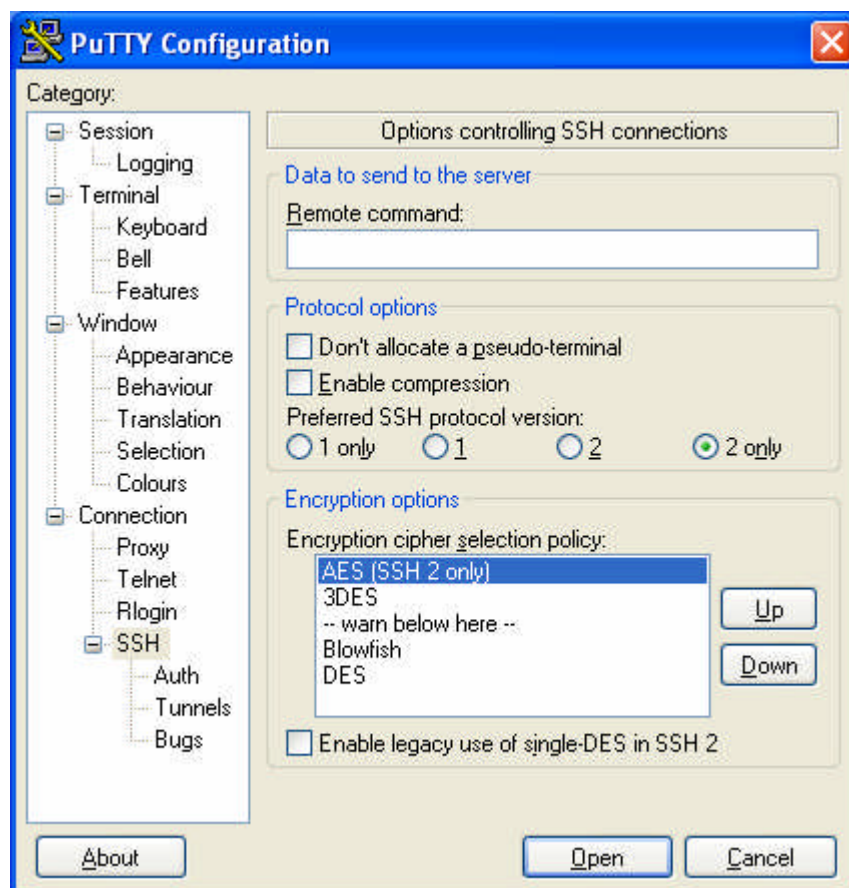 PuTTY Configuration
Category:
Session
Logging
Terminal
Keyboard
Bell
Features
Window
Appearance
Behaviour
Translation
Selection
Colours
Connection
Proxy
Telnet
Rlogin
SSH
Auth
Tunnels
Bugs
Options controlling SSH connections
Data to send to the server
Remote command:
Protocol options
Don't allocate a pseudo-terminal
Enable compression
Preferred SSH protocol version:
1 only 1 2 2 only
Encryption options
Encryption cipher selection policy:
AES (SSH 2 only)
3DES
-- warn below here --
Blowfish
DES
Up
Down
Enable legacy use of single-DES in SSH 2
About Open Cancel